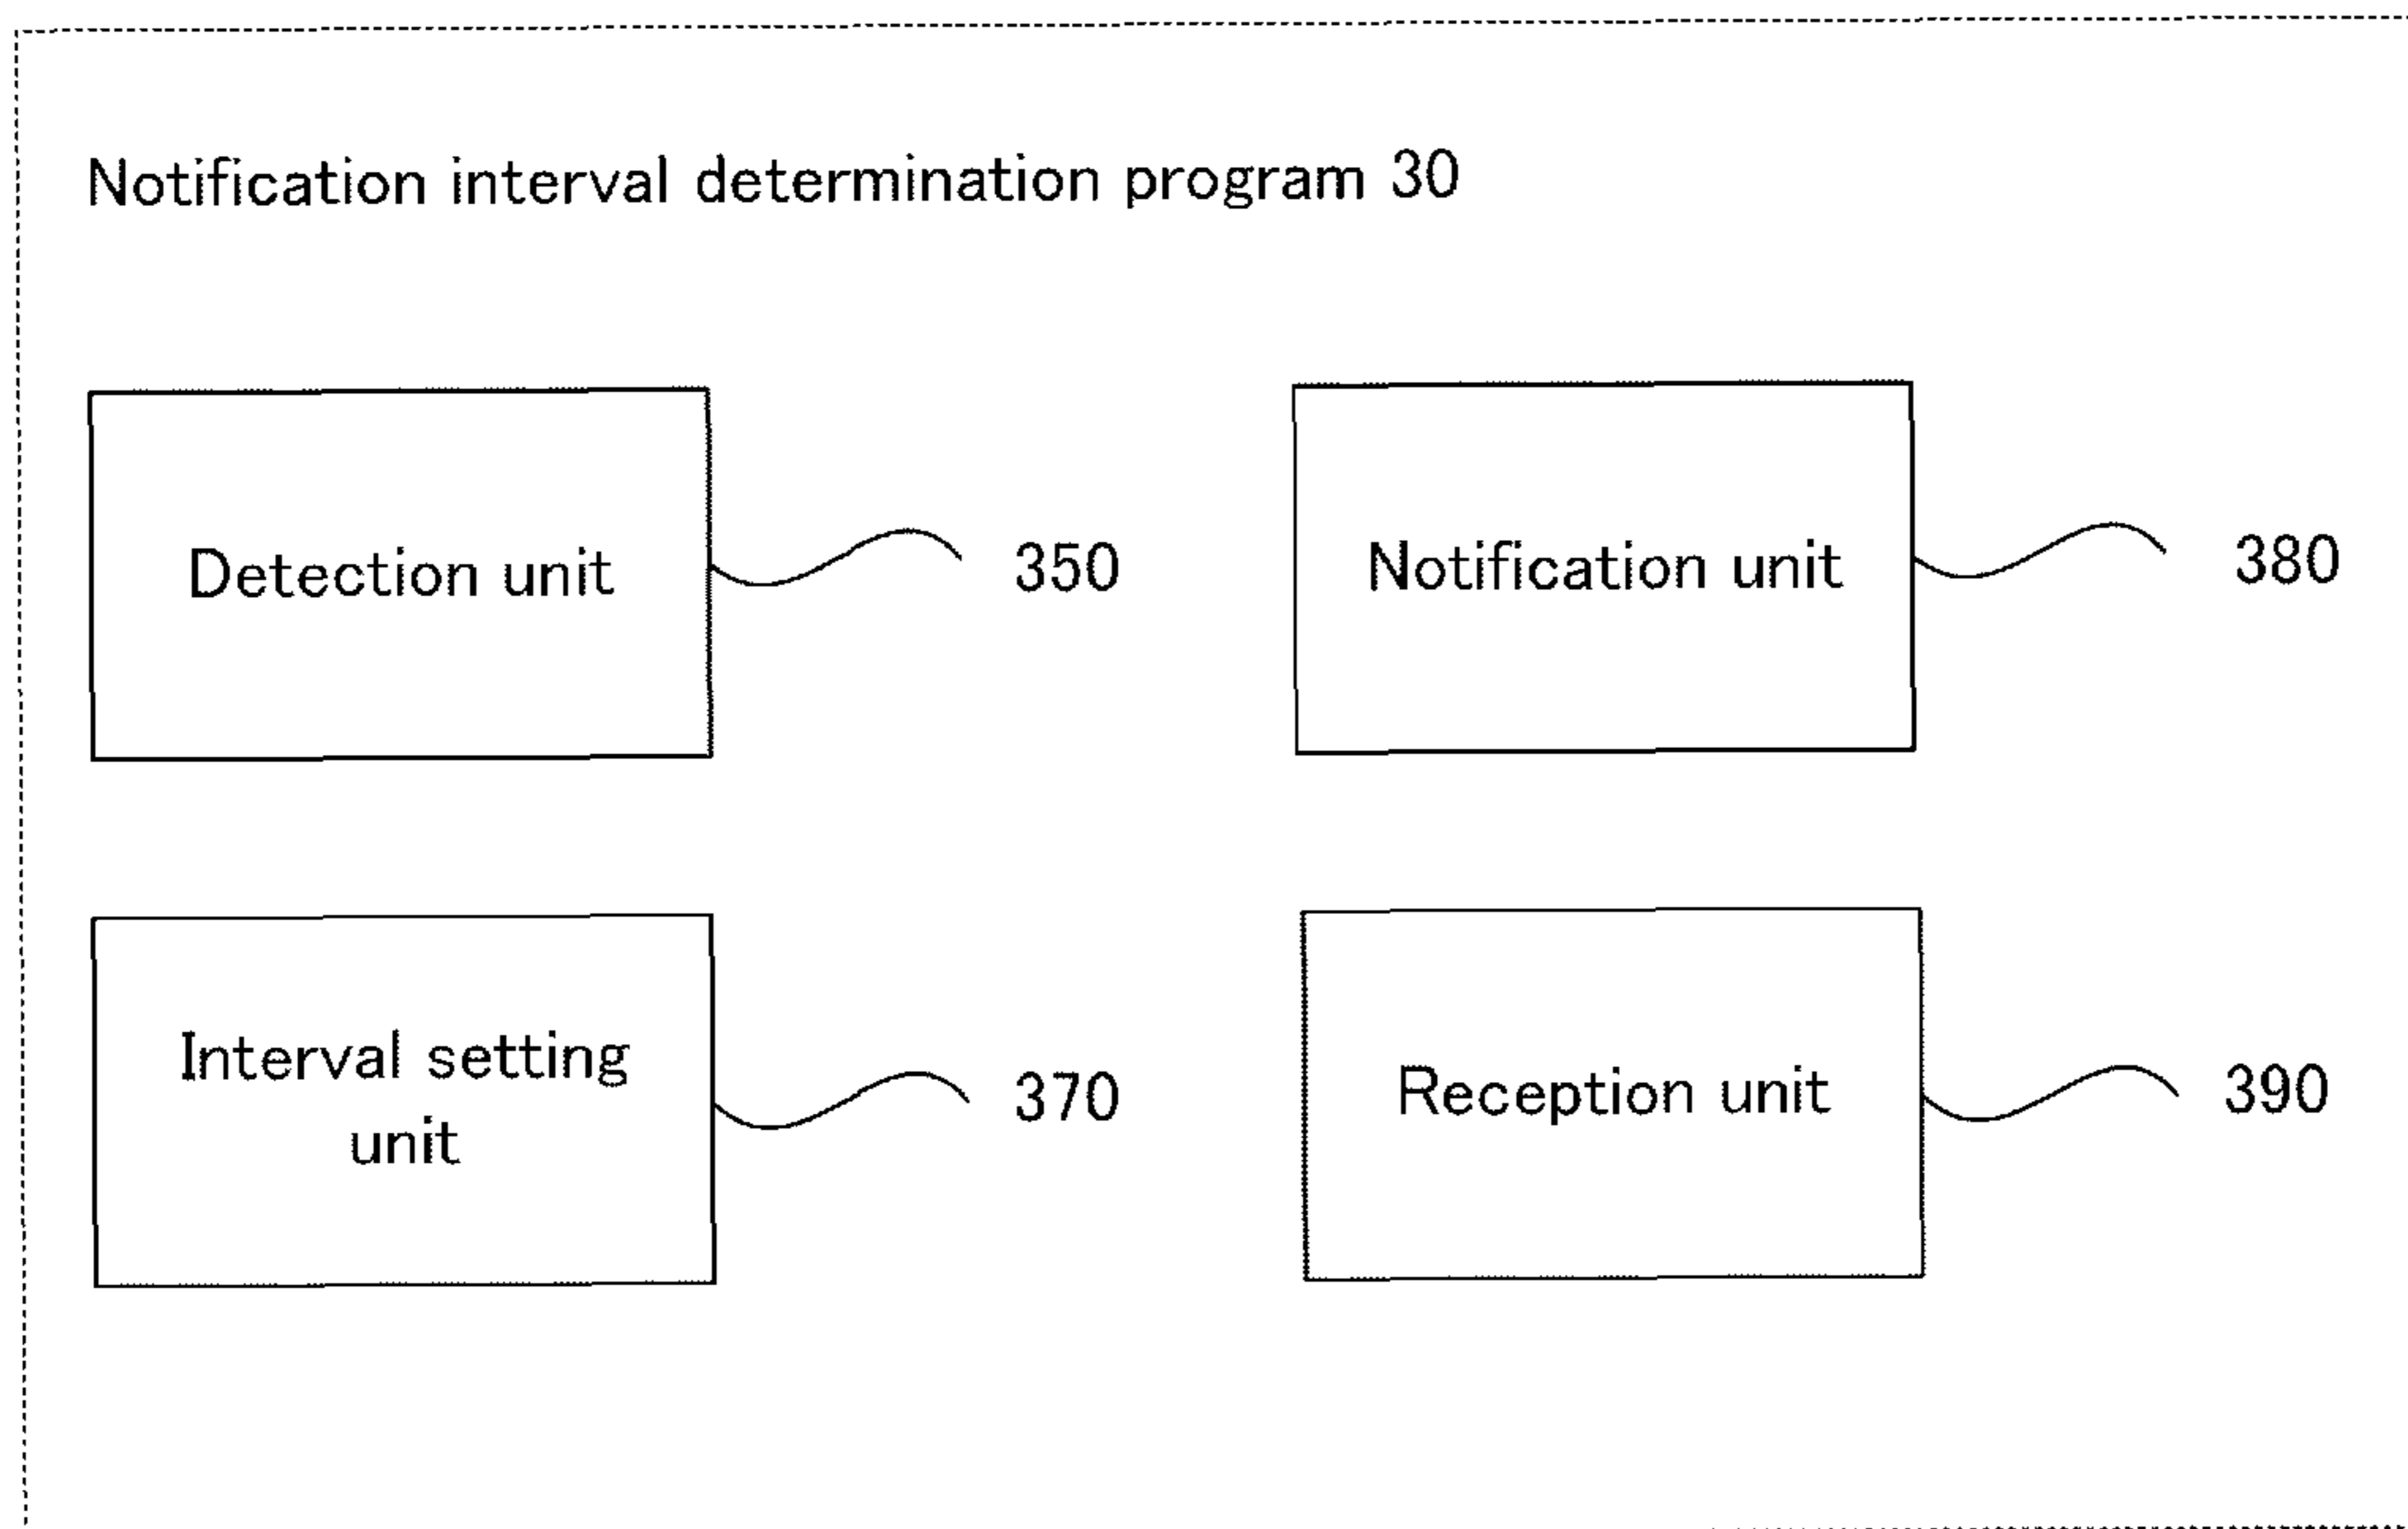 Notification interval determination program 30
Detection unit
350
Notification unit
380
Interval setting
unit
370
Reception unit
390